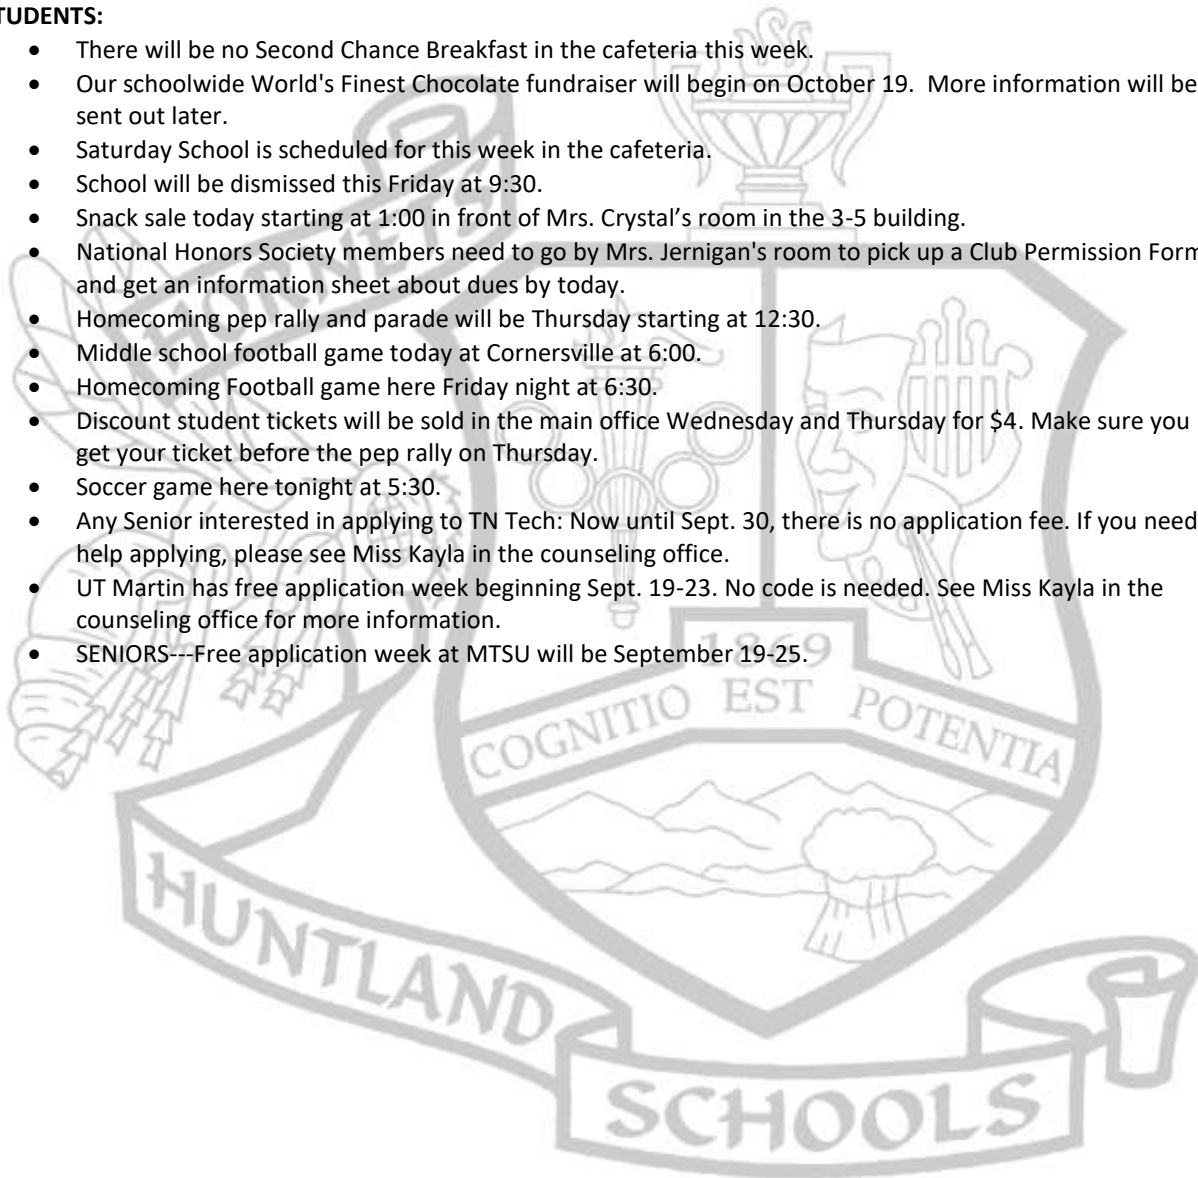 TUDENTS:
• There will be no Second Chance Breakfast in the cafeteria this week.
• Our schoolwide World's Finest Chocolate fundraiser will begin on October 19.  More information will be
sent out later.
• Saturday School is scheduled for this week in the cafeteria.
• School will be dismissed this Friday at 9:30.
• Snack sale today starting at 1:00 in front of Mrs. Crystal’s room in the 3-5 building.
• National Honors Society members need to go by Mrs. Jernigan's room to pick up a Club Permission Form
and get an information sheet about dues by today.
• Homecoming pep rally and parade will be Thursday starting at 12:30.
• Middle school football game today at Cornersville at 6:00.
• Homecoming Football game here Friday night at 6:30.
• Discount student tickets will be sold in the main office Wednesday and Thursday for $4. Make sure you
get your ticket before the pep rally on Thursday.
• Soccer game here tonight at 5:30.
• Any Senior interested in applying to TN Tech: Now until Sept. 30, there is no application fee. If you need
help applying, please see Miss Kayla in the counseling office.
• UT Martin has free application week beginning Sept. 19-23. No code is needed. See Miss Kayla in the
counseling office for more information.
• SENIORS---Free application week at MTSU will be September 19-25.
HORNETS
1869
COGNITIO EST POTENTIA
HUNTLAND
SCHOOLS